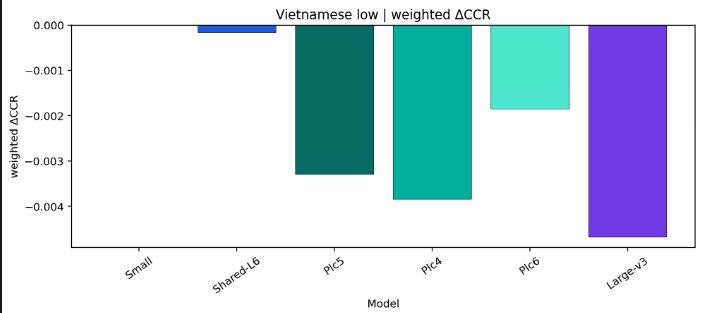 Vietnamese low | weighted ΔCCR
weighted ΔCCR
0.000
−0.001
−0.002
−0.003
−0.004
Small
Shared-L6
Plc5
Plc4
Plc6
Large-v3
Model